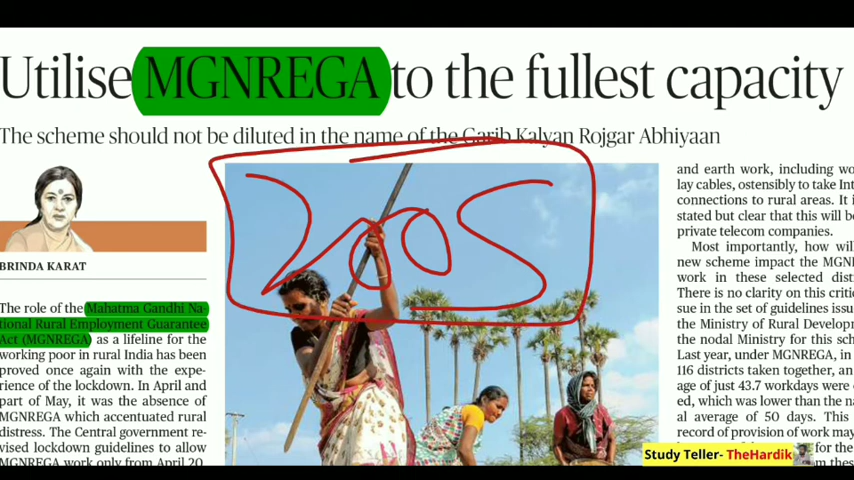 Utilise MGNREGA to the fullest capacity
The scheme should not be diluted in the name of the Garib Kalyan Rojgar Abhiyaan
2005
BRINDA KARAT
The role of the Mahatma Gandhi Na-
tional Rural Employment Guarantee
Act (MGNREGA) as a lifeline for the
working poor in rural India has been
proved once again with the expe-
rience of the lockdown. In April and
part of May, it was the absence of
MGNREGA which accentuated rural
distress. The Central government re-
vised lockdown guidelines to allow
MGNREGA work only from April 20,
and earth work, including wo
lay cables, ostensibly to take Int
connections to rural areas. It i
stated but clear that this will b
private telecom companies.
Most importantly, how will
new scheme impact the MGN
work in these selected dist
There is no clarity on this criti
sue in the set of guidelines issu
the Ministry of Rural Develop
the nodal Ministry for this sch
Last year, under MGNREGA, in
116 districts taken together, an
age of just 43.7 workdays were
ed, which was lower than the na
al average of 50 days. This
record of provision of work may
for the
m thes
Study Teller- TheHardik